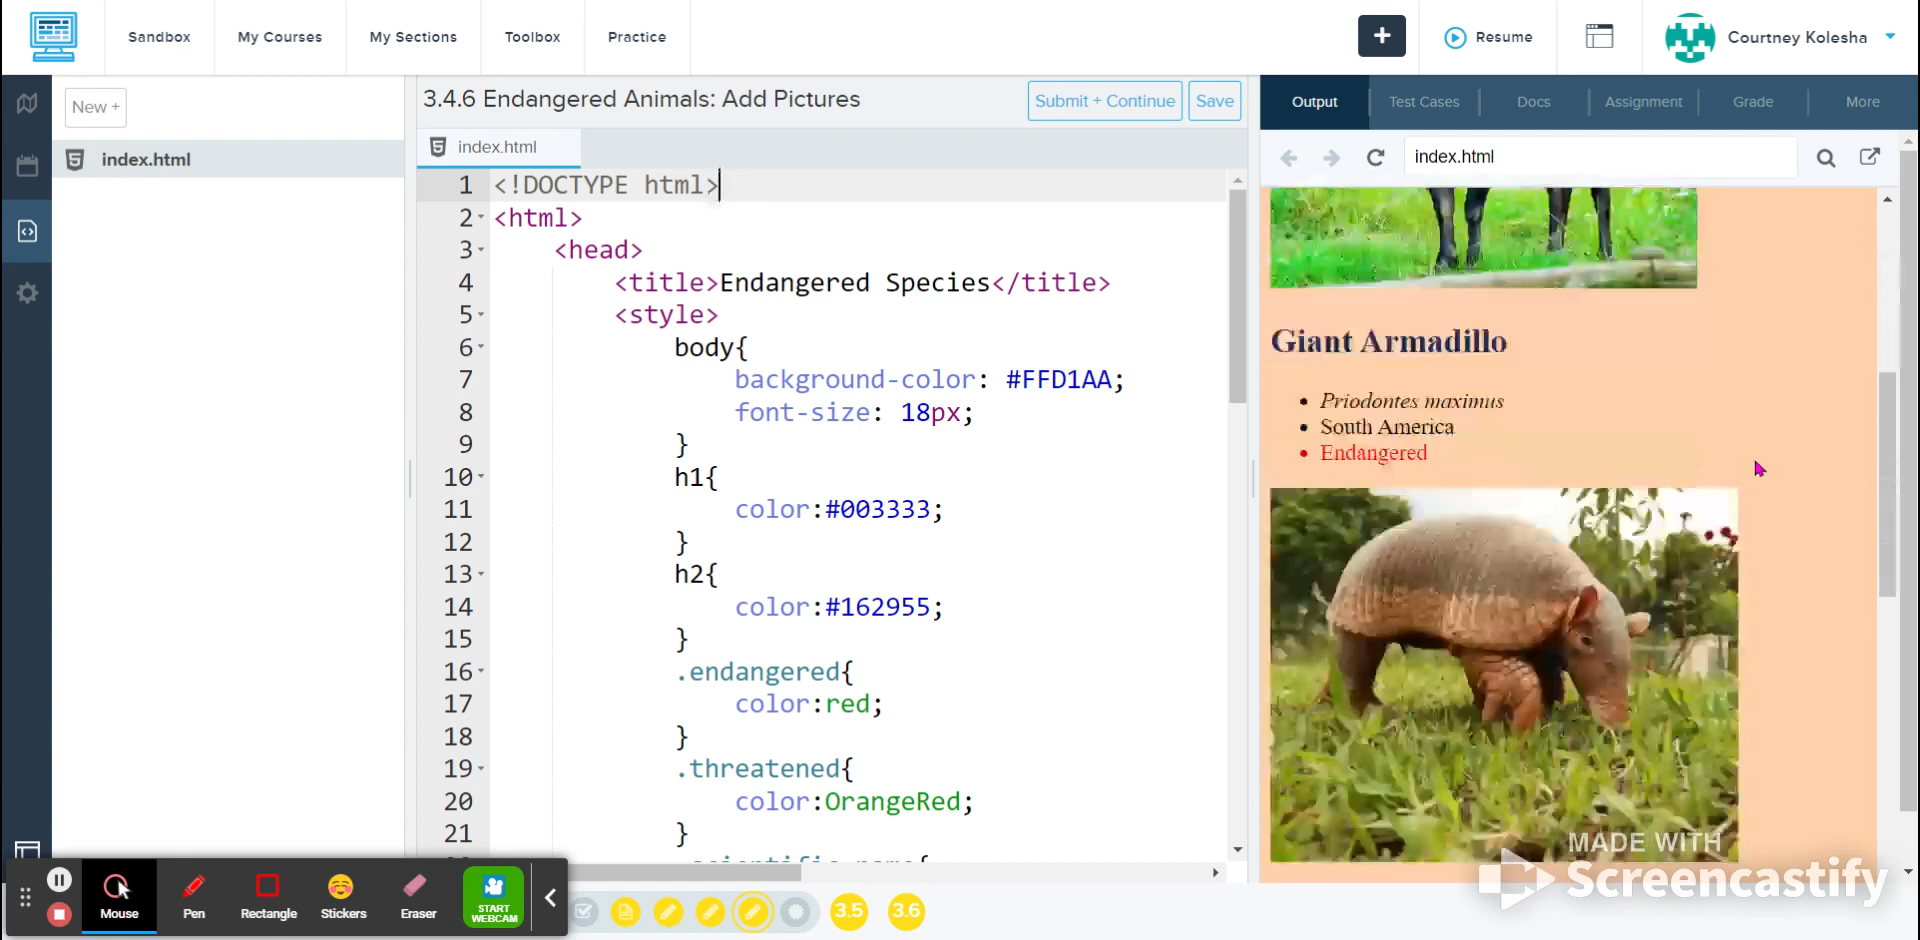 Sandbox
My Courses
My Sections
Toolbox
Practice
+
Resume
Courtney Kolesha
New +
index.html
3.4.6 Endangered Animals: Add Pictures
Submit + Continue
Save
index.html
1 <!DOCTYPE html>
2 <html>
3 <head>
4 <title>Endangered Species</title>
5 <style>
6 body{
7 background-color: #FFD1AA;
8 font-size: 18px;
9 }
10 h1{
11 color:#003333;
12 }
13 h2{
14 color:#162955;
15 }
16 .endangered{
17 color:red;
18 }
19 .threatened{
20 color:OrangeRed;
21 }
Output
Test Cases
Docs
Assignment
Grade
More
index.html
Giant Armadillo
• Priodontes maximus
• South America
• Endangered
MADE WITH
Screencastify
Mouse
Pen
Rectangle
Stickers
Eraser
START
WEBCAM
3.5
3.6